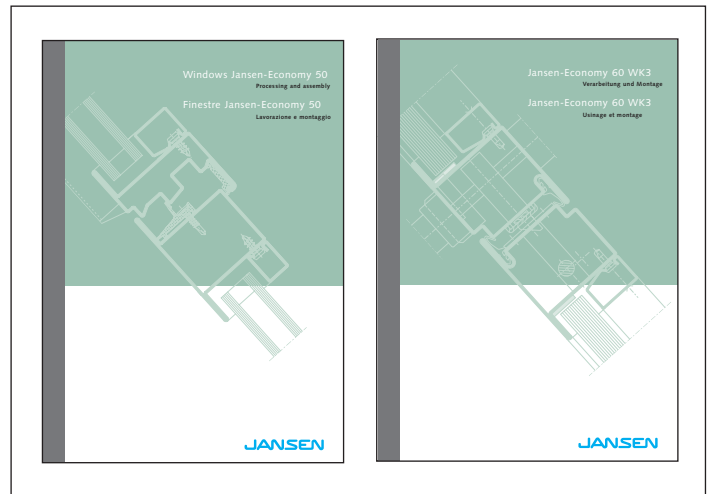 Windows Jansen-Economy 50
Processing and assembly
Finestre Jansen-Economy 50
Lavorazione e montaggio
JANSEN
Jansen-Economy 60 WK3
Verarbeitung und Montage
Jansen-Economy 60 WK3
Usinage et montage
JANSEN